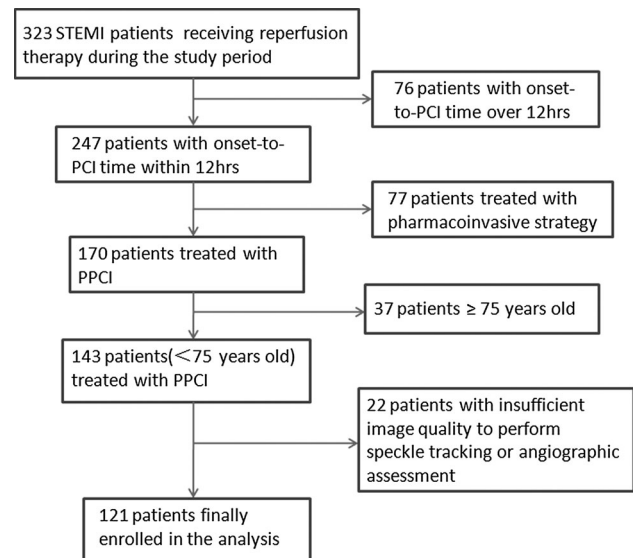 323 STEMI patients receiving reperfusion
therapy during the study period
76 patients with onset-
to-PCI time over 12hrs
247 patients with onset-to-
PCI time within 12hrs
77 patients treated with
pharmacoinvasive strategy
170 patients treated with
PPCI
37 patients ≥ 75 years old
143 patients(＜75 years old)
treated with PPCI
22 patients with insufficient
image quality to perform
speckle tracking or angiographic
assessment
121 patients finally
enrolled in the analysis